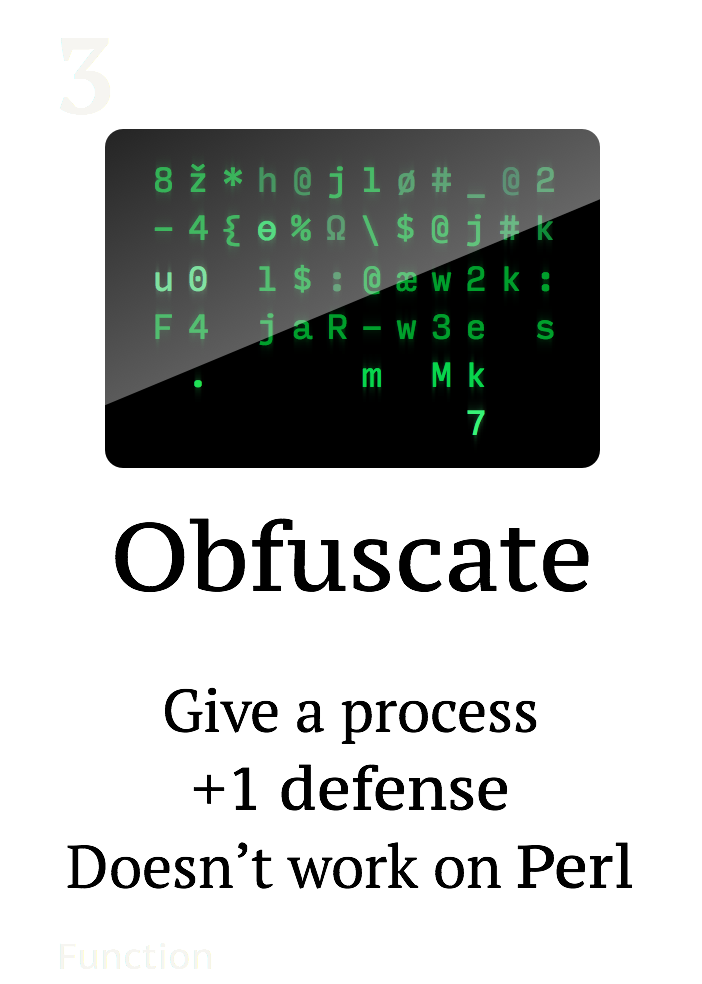 3
8 ž * h @ j l ø # _ @ 2
- 4 { ɵ % Ω \ $ @ j # k
u 0 l $ : @ æ w 2 k :
F 4 j a R - w 3 e s
. m M k
7
Obfuscate
Give a process
+1 defense
Doesn’t work on Perl
Function